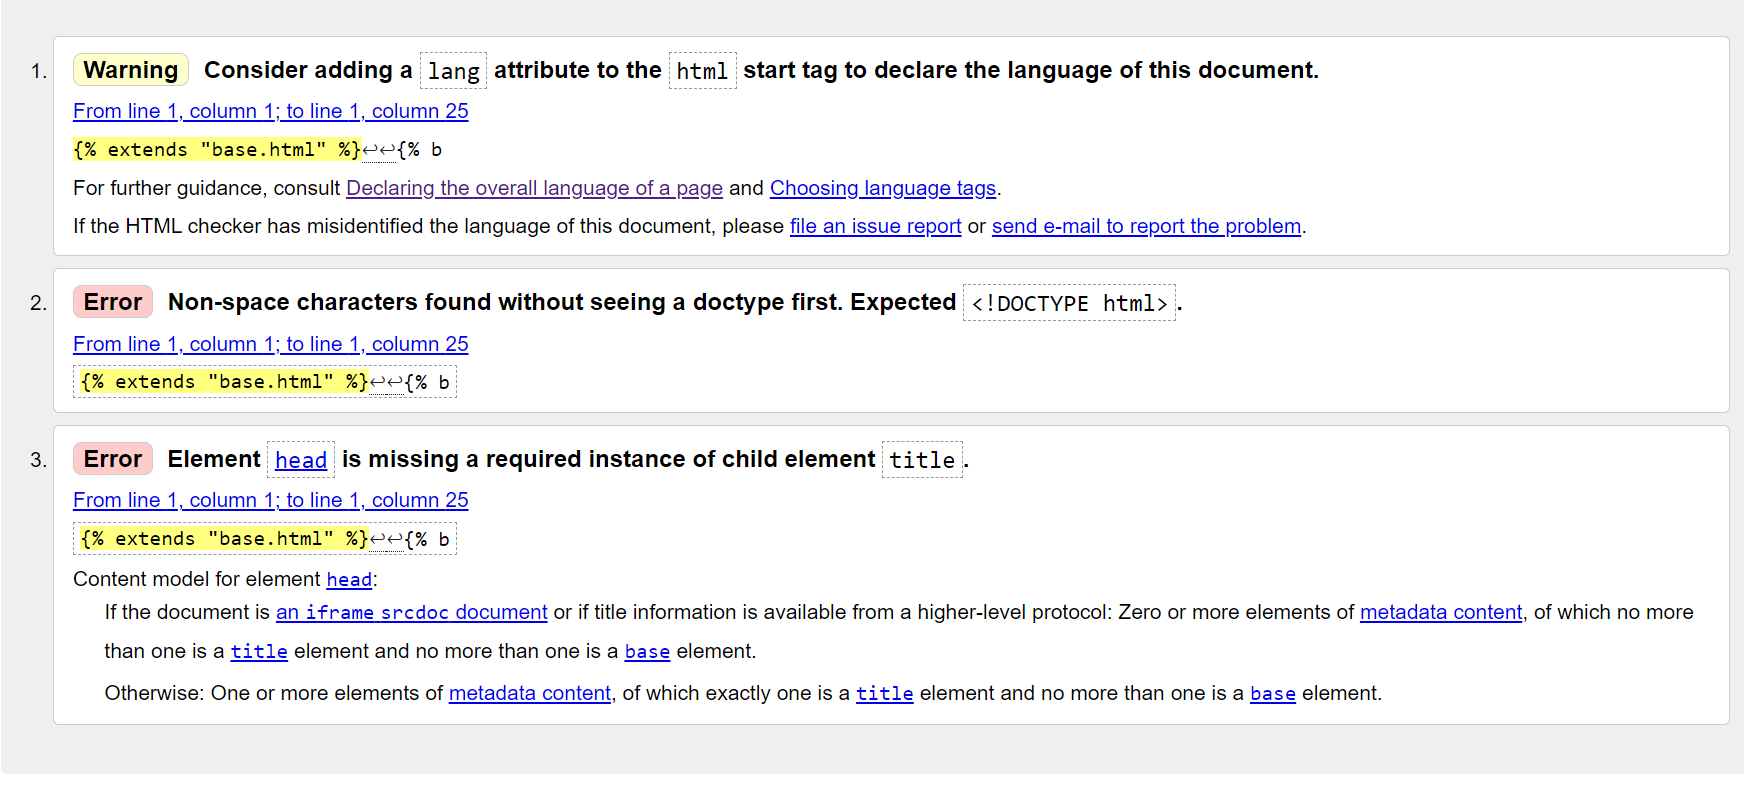 1. Warning Consider adding a lang attribute to the html start tag to declare the language of this document.
From line 1, column 1; to line 1, column 25
{% extends "base.html" %}↩↩{% b
For further guidance, consult Declaring the overall language of a page and Choosing language tags.
If the HTML checker has misidentified the language of this document, please file an issue report or send e-mail to report the problem.
2. Error Non-space characters found without seeing a doctype first. Expected <!DOCTYPE html>.
From line 1, column 1; to line 1, column 25
{% extends "base.html" %}↩↩{% b
3. Error Element head is missing a required instance of child element title.
From line 1, column 1; to line 1, column 25
{% extends "base.html" %}↩↩{% b
Content model for element head:
If the document is an iframe srcdoc document or if title information is available from a higher-level protocol: Zero or more elements of metadata content, of which no more
than one is a title element and no more than one is a base element.
Otherwise: One or more elements of metadata content, of which exactly one is a title element and no more than one is a base element.